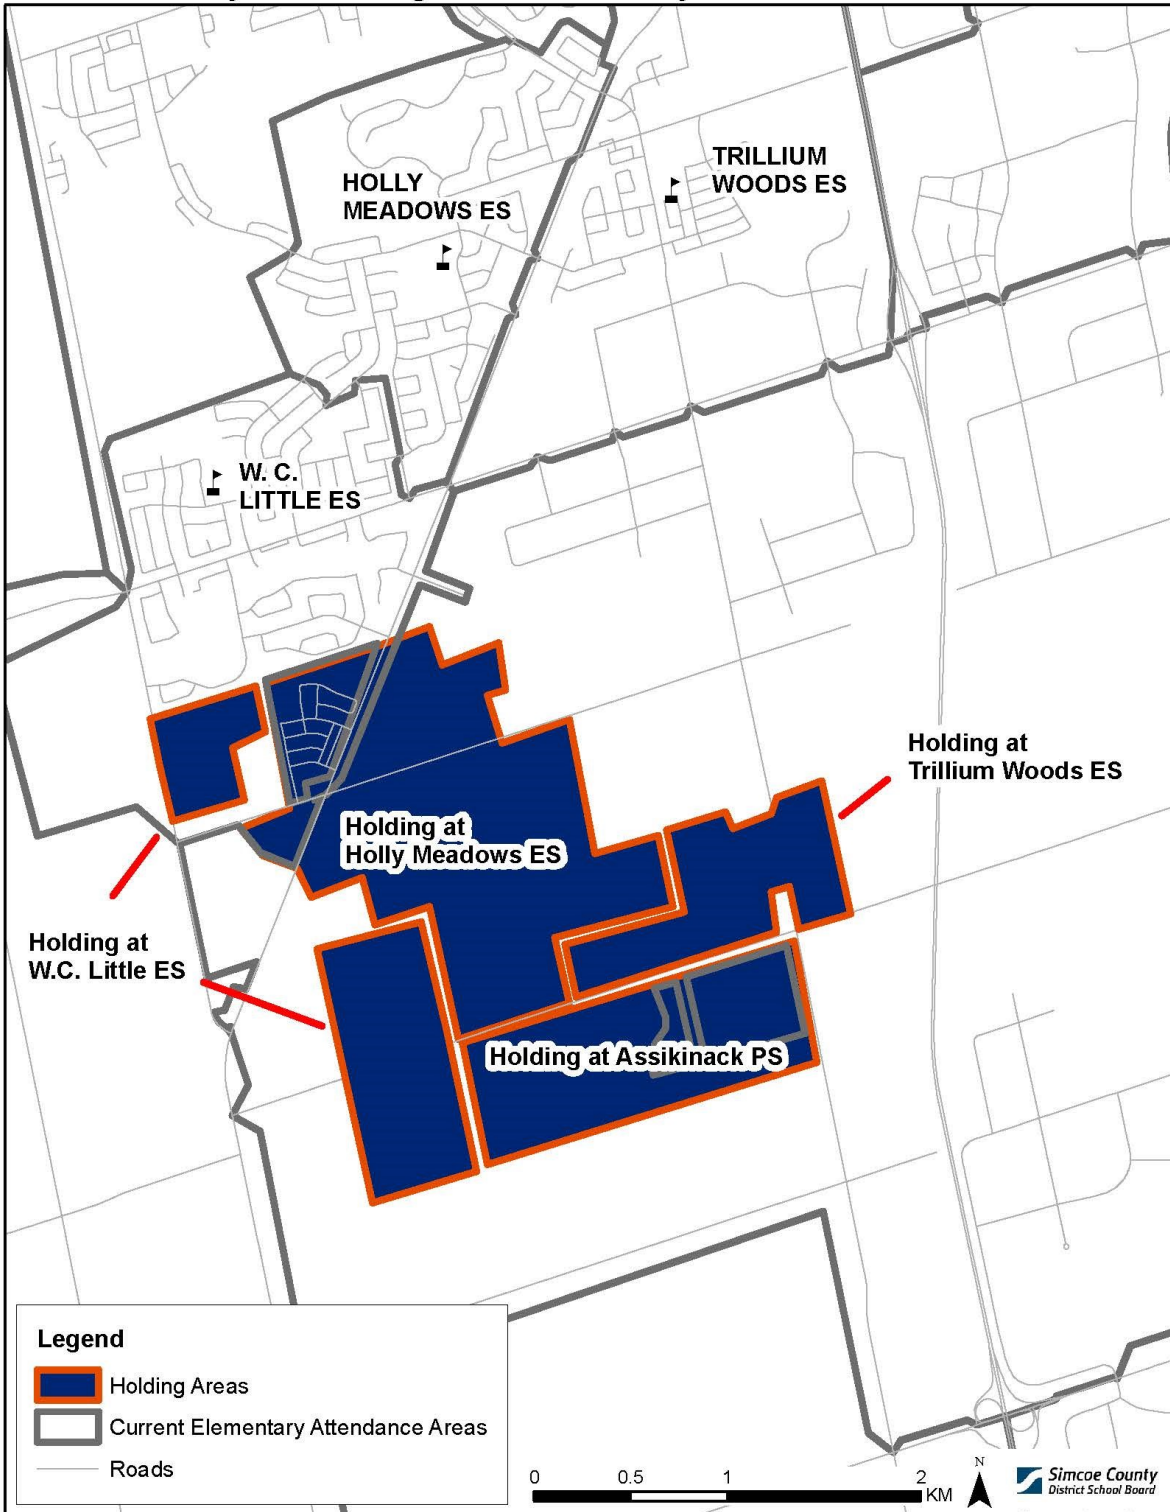 TRILLIUM
WOODS ES
HOLLY
MEADOWS ES
W. C.
LITTLE ES
Holding at
Trillium Woods ES
Holding at
Holly Meadows ES
Holding at
W.C. Little ES
Holding at Assikinack PS
Legend
Holding Areas
Current Elementary Attendance Areas
Roads
0 0.5 1 2
KM
N
Simcoe County
District School Board